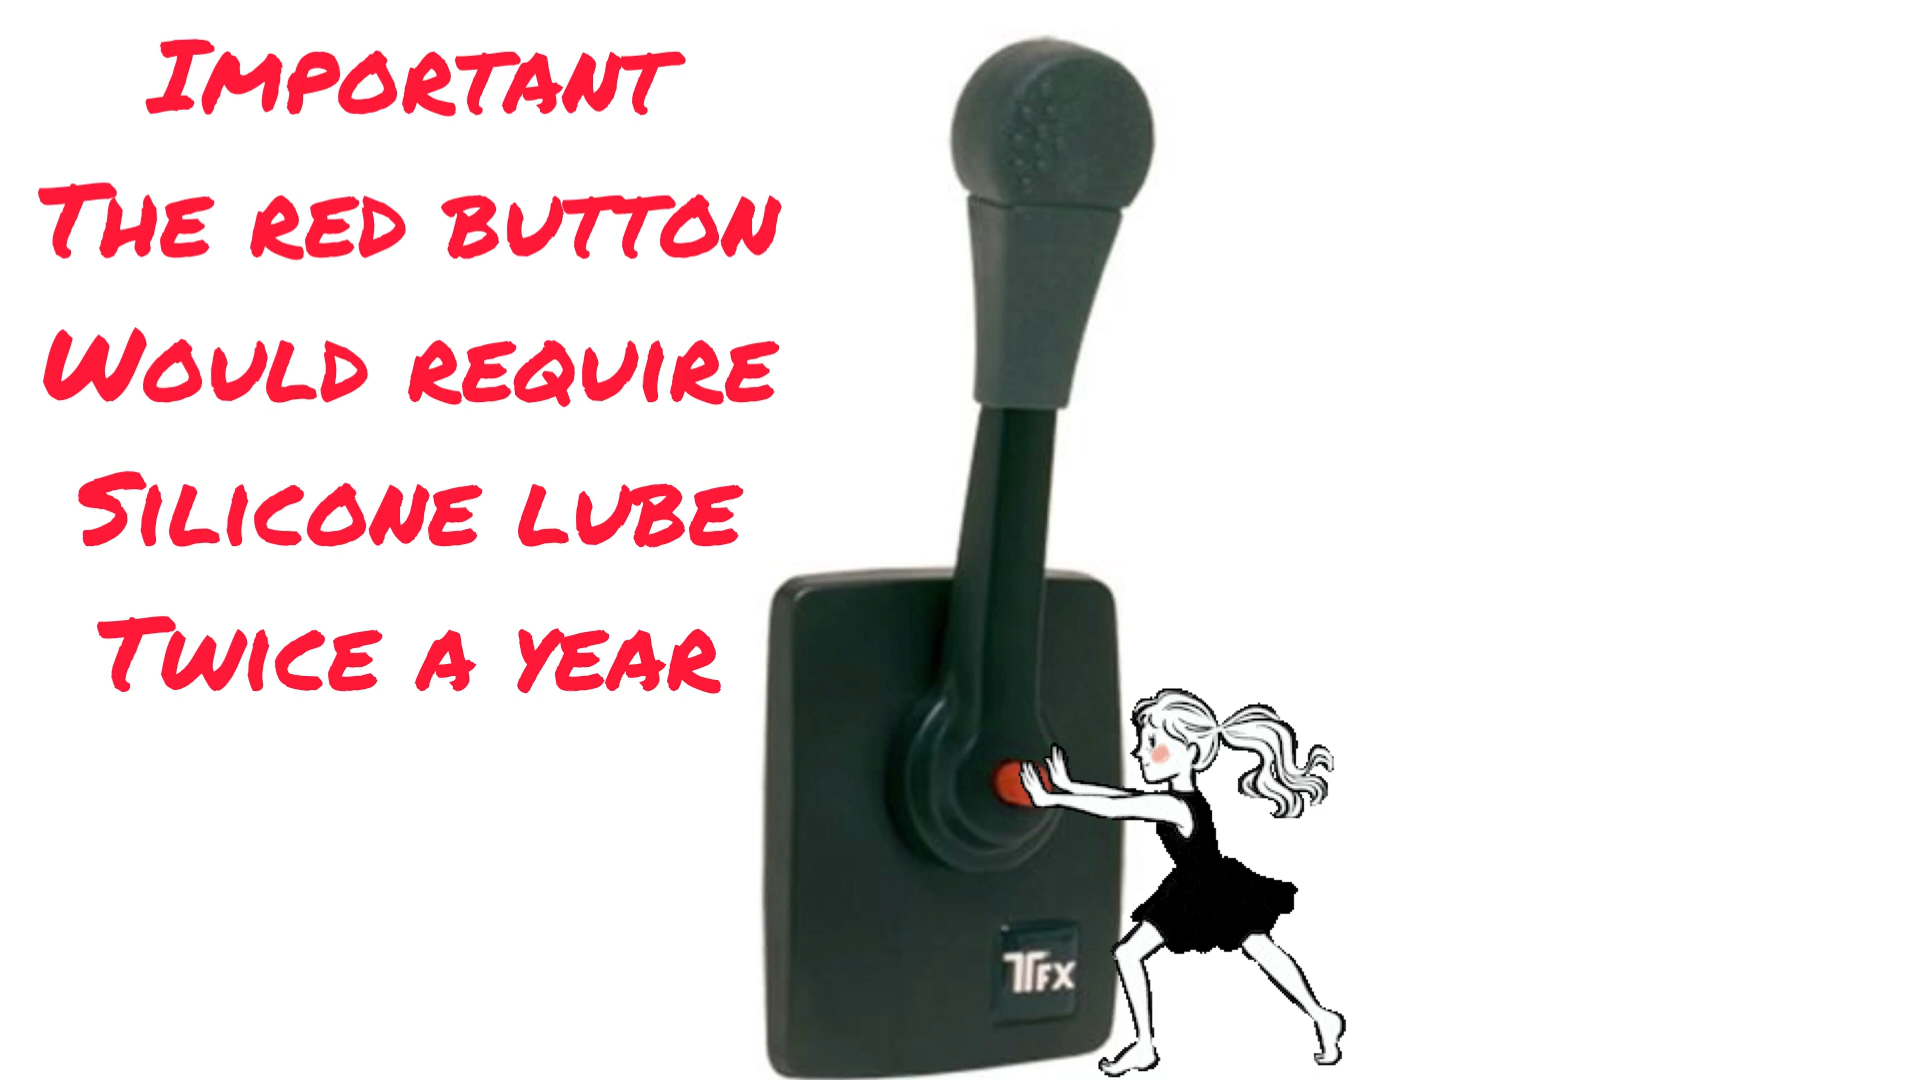 Important
The red button
Would require
Silicone lube
Twice a year
TFX